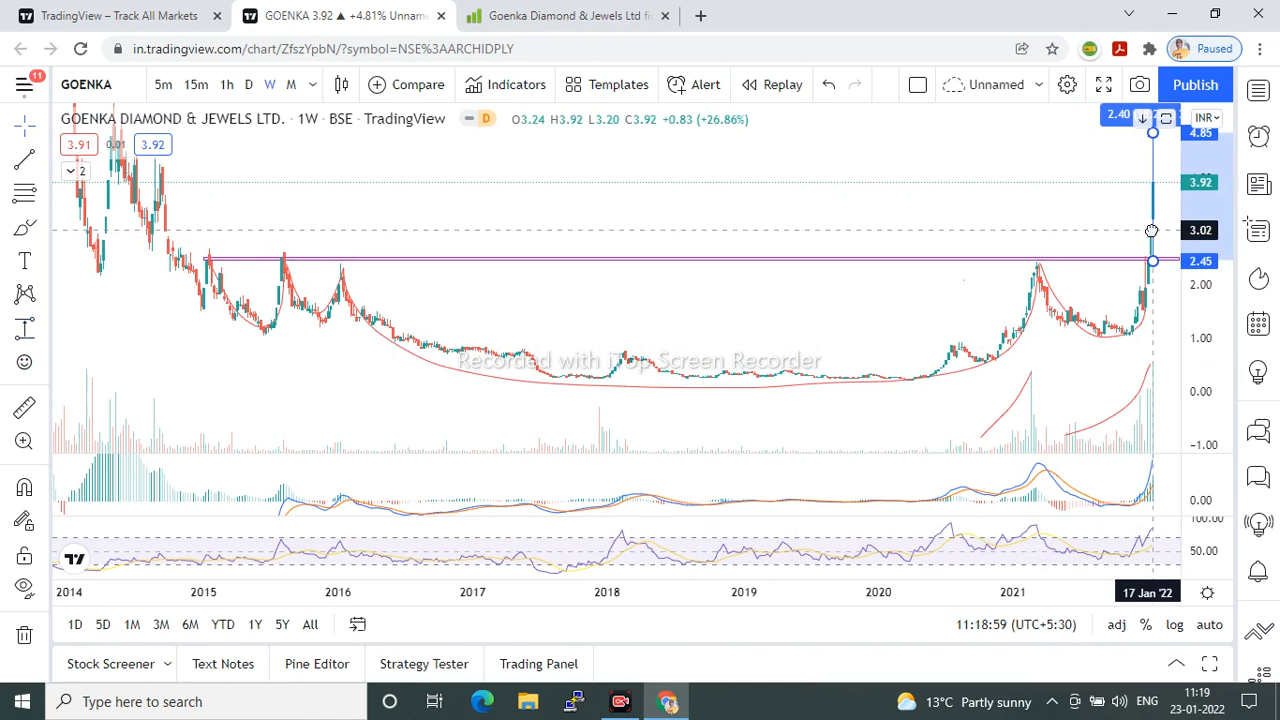 TradingView – Track All Markets
GOENKA 3.92 ▲ +4.81% Unname
Goenka Diamond & Jewels Ltd fi
in.tradingview.com/chart/ZfszYpbN/?symbol=NSE%3AARCHIDPLY
Paused
11
GOENKA 5m 15m 1h D W M Compare Indicators Templates Alert Replay Unnamed Publish
GOENKA DIAMOND & JEWELS LTD. · 1W · BSE · TradingView D O3.24 H3.92 L3.20 C3.92 +0.83 (+26.86%)
2.40
INR
3.91 0.01 3.92
2
4.85
3.92
3.02
2.45
2.00
1.00
0.00
-1.00
Recorded with iTop Screen Recorder
0.00
100.00
50.00
2014 2015 2016 2017 2018 2019 2020 2021 17 Jan '22
1D 5D 1M 3M 6M YTD 1Y 5Y All 11:18:59 (UTC+5:30) adj % log auto
Stock Screener Text Notes Pine Editor Strategy Tester Trading Panel
Type here to search
13°C Partly sunny
ENG
11:19
23-01-2022